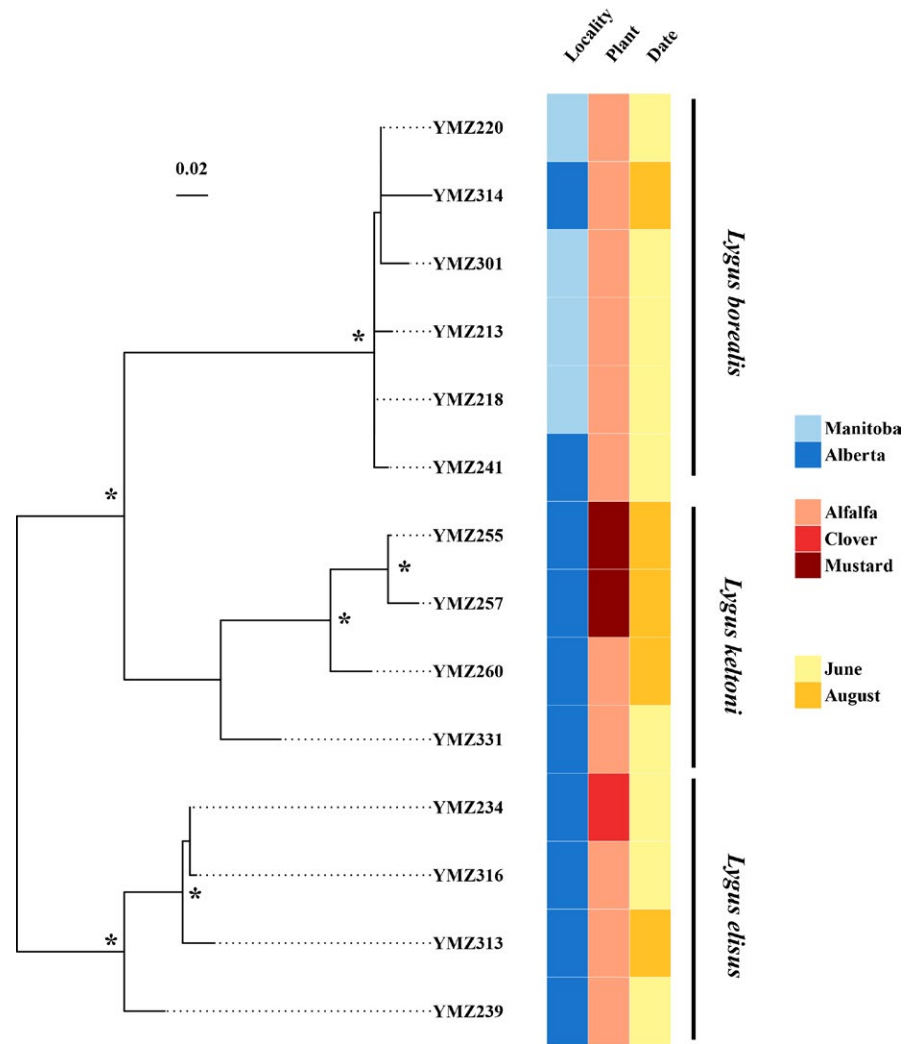 Locality
Plant
Date
0.02
YMZ220
YMZ314
YMZ301
YMZ213
*
YMZ218
YMZ241
*
YMZ255
*
YMZ257
*
YMZ260
YMZ331
YMZ234
YMZ316
*
YMZ313
*
YMZ239
Lygus borealis
Lygus keltoni
Lygus elisus
Manitoba
Alberta
Alfalfa
Clover
Mustard
June
August